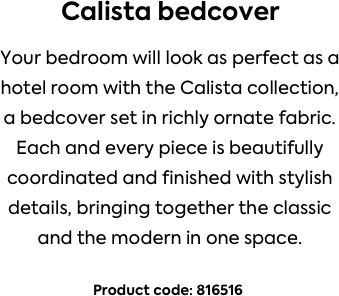 Calista bedcover
Your bedroom will look as perfect as a
hotel room with the Calista collection,
a bedcover set in richly ornate fabric.
Each and every piece is beautifully
coordinated and finished with stylish
details, bringing together the classic
and the modern in one space.
Product code: 816516